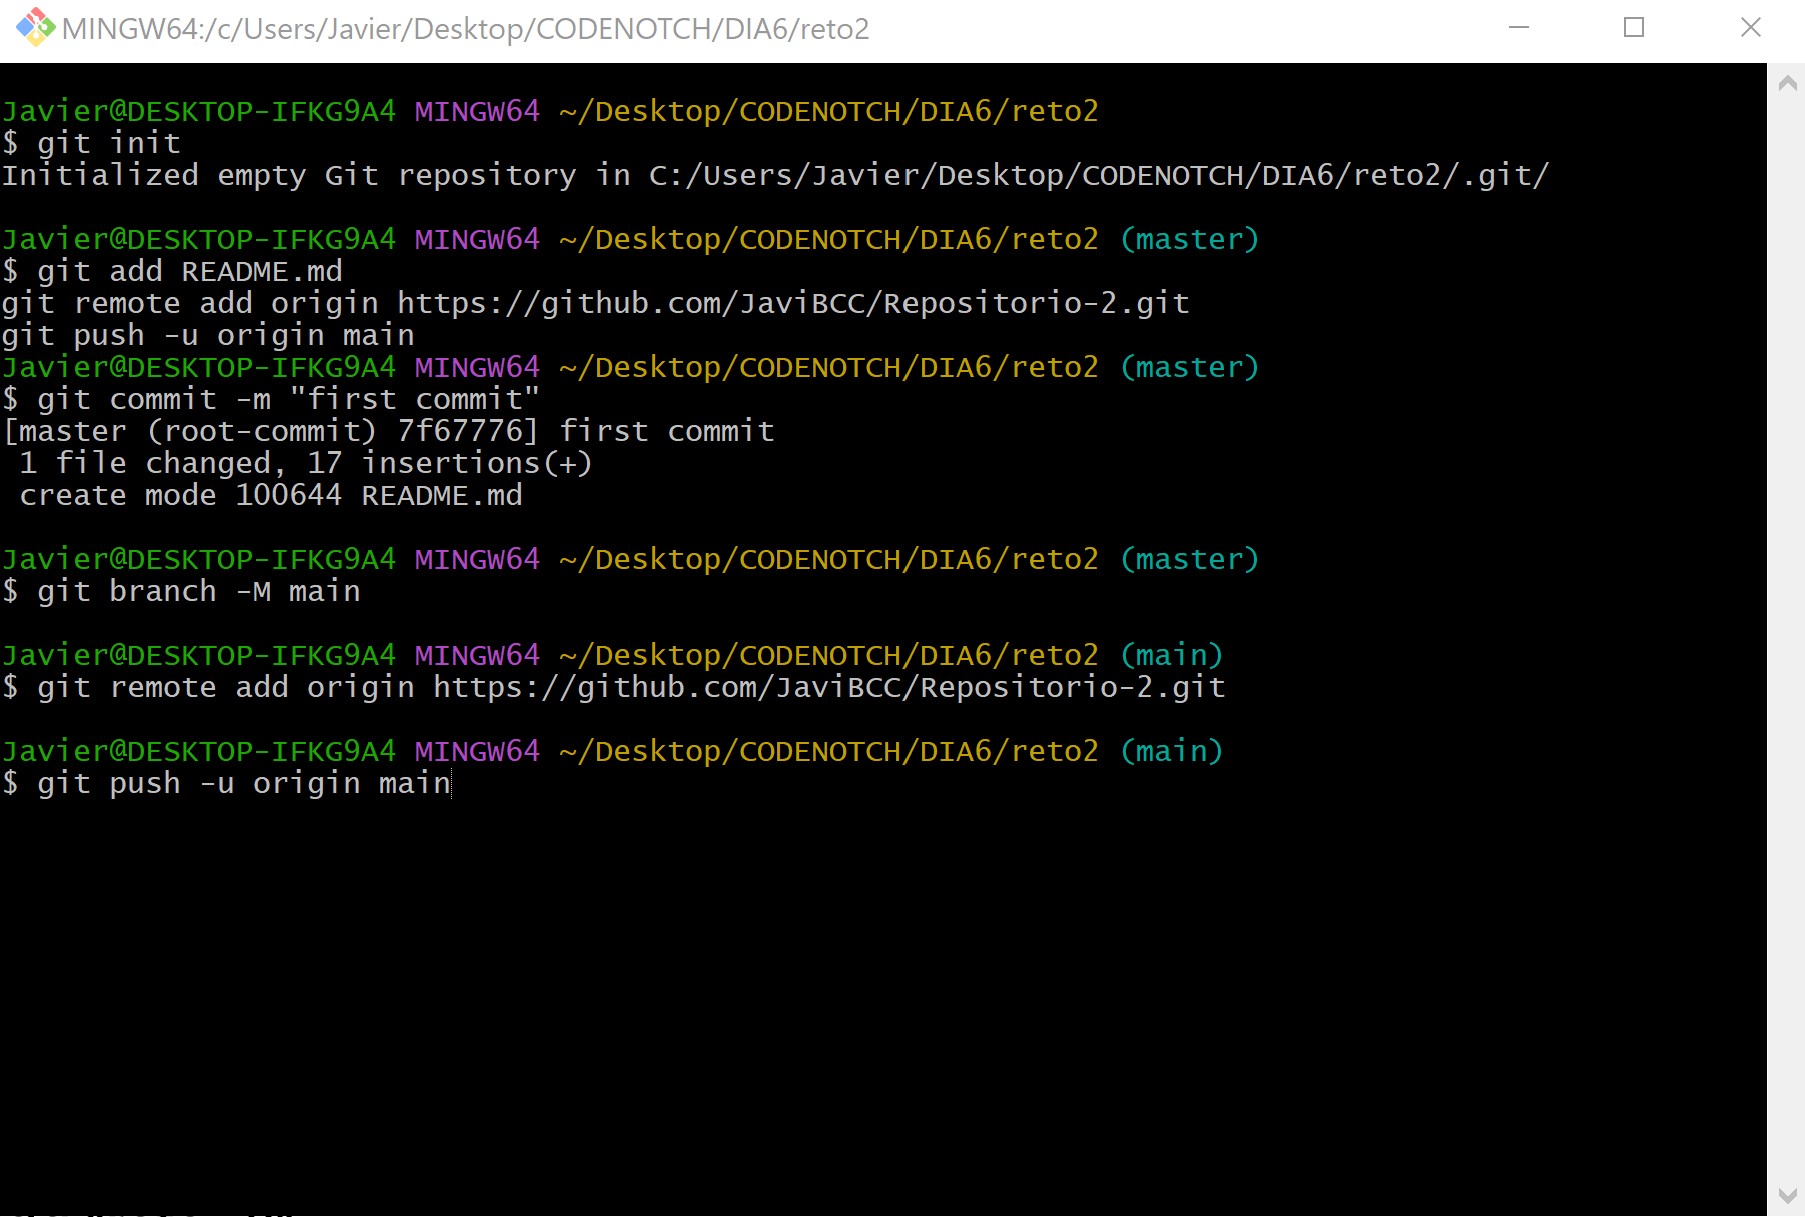 MINGW64:/c/Users/Javier/Desktop/CODENOTCH/DIA6/reto2
Javier@DESKTOP-IFKG9A4 MINGW64 ~/Desktop/CODENOTCH/DIA6/reto2
$ git init
Initialized empty Git repository in C:/Users/Javier/Desktop/CODENOTCH/DIA6/reto2/.git/
Javier@DESKTOP-IFKG9A4 MINGW64 ~/Desktop/CODENOTCH/DIA6/reto2 (master)
$ git add README.md
git remote add origin https://github.com/JaviBCC/Repositorio-2.git
git push -u origin main
Javier@DESKTOP-IFKG9A4 MINGW64 ~/Desktop/CODENOTCH/DIA6/reto2 (master)
$ git commit -m "first commit"
[master (root-commit) 7f67776] first commit
 1 file changed, 17 insertions(+)
 create mode 100644 README.md
Javier@DESKTOP-IFKG9A4 MINGW64 ~/Desktop/CODENOTCH/DIA6/reto2 (master)
$ git branch -M main
Javier@DESKTOP-IFKG9A4 MINGW64 ~/Desktop/CODENOTCH/DIA6/reto2 (main)
$ git remote add origin https://github.com/JaviBCC/Repositorio-2.git
Javier@DESKTOP-IFKG9A4 MINGW64 ~/Desktop/CODENOTCH/DIA6/reto2 (main)
$ git push -u origin main